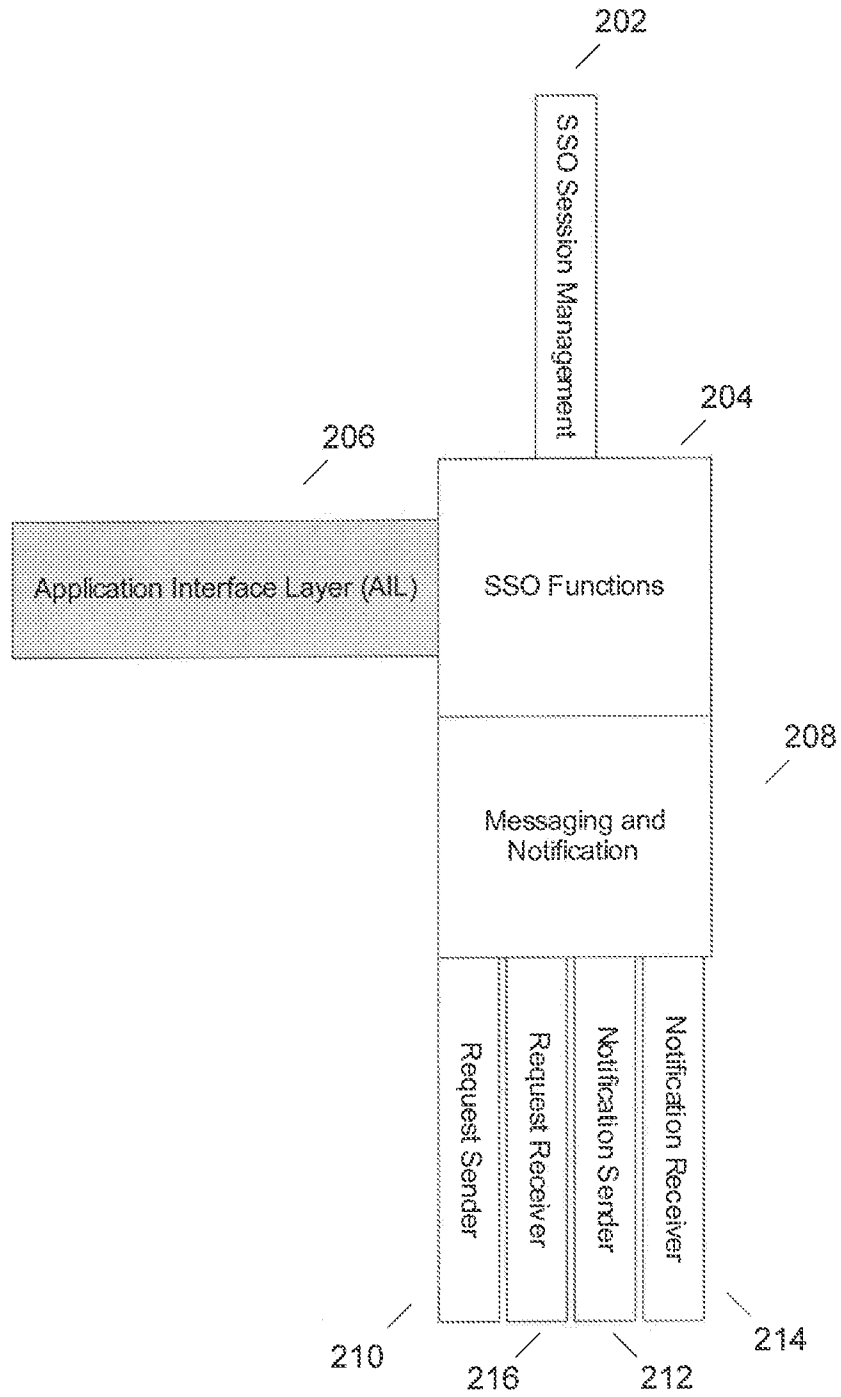 202
SSO Session Management
204
206
Application Interface Layer (AIL)
SSO Functions
208
Messaging and
Notification
Request Sender
Request Receiver
Notification Sender
Notification Receiver
210
216
212
214